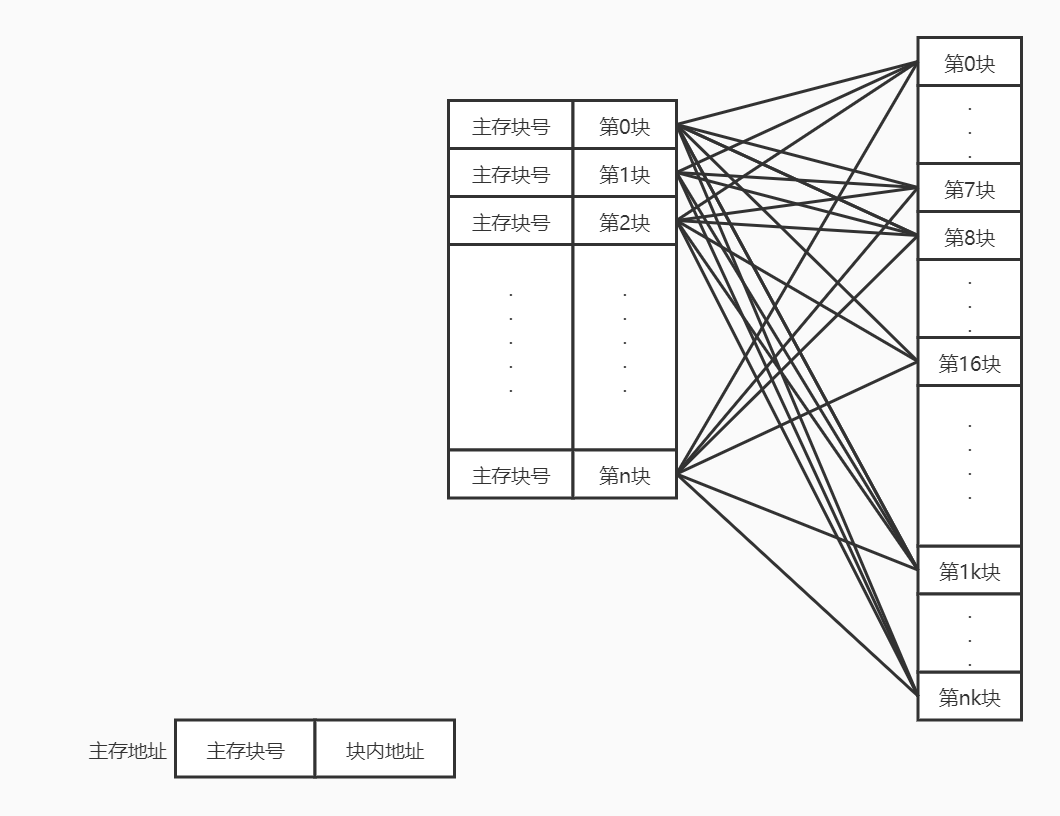 主存块号 第0块
主存块号 第1块
主存块号 第2块
主存块号 第n块
第0块
第7块
第8块
第16块
第1k块
第nk块
主存地址 主存块号 块内地址